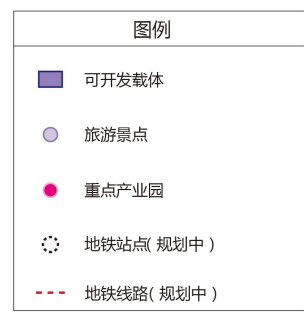 图例
可开发载体
旅游景点
重点产业园
地铁站点( 规划中 )
地铁线路( 规划中 )